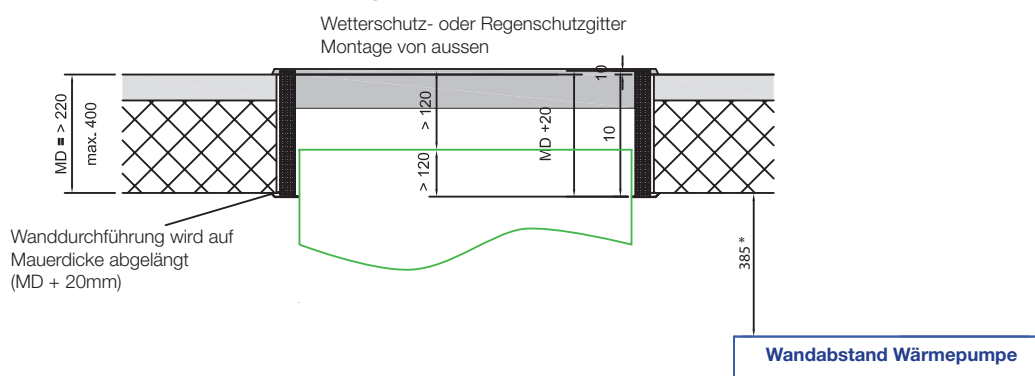 Wetterschutz- oder Regenschutzgitter
Montage von aussen
MD = > 220
max. 400
> 120
> 120
MD +20
10
10
Wanddurchführung wird auf
Mauerdicke abgelängt
(MD + 20mm)
385 *
Wandabstand Wärmepumpe